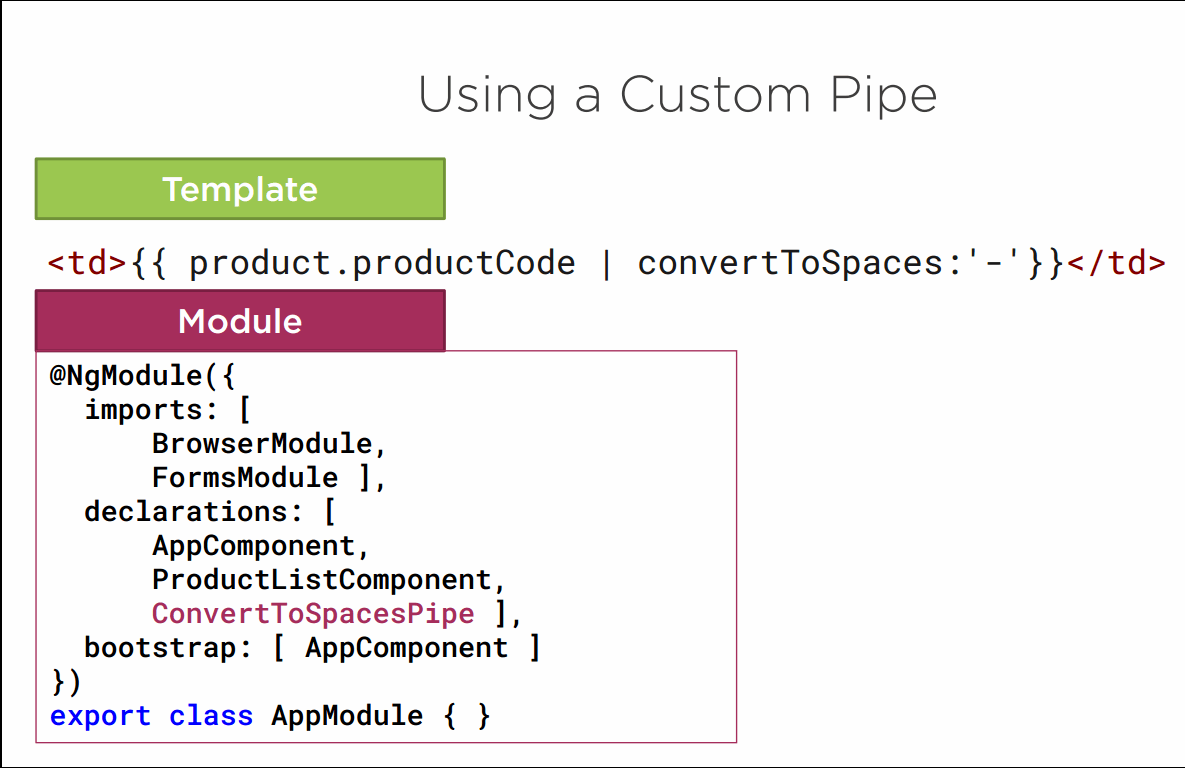 Using a Custom Pipe
Template
<td>{{ product.productCode | convertToSpaces:'-'}}</td>
Module
@NgModule({
  imports: [
      BrowserModule,
      FormsModule ],
  declarations: [
      AppComponent,
      ProductListComponent,
      ConvertToSpacesPipe ],
  bootstrap: [ AppComponent ]
})
export class AppModule { }